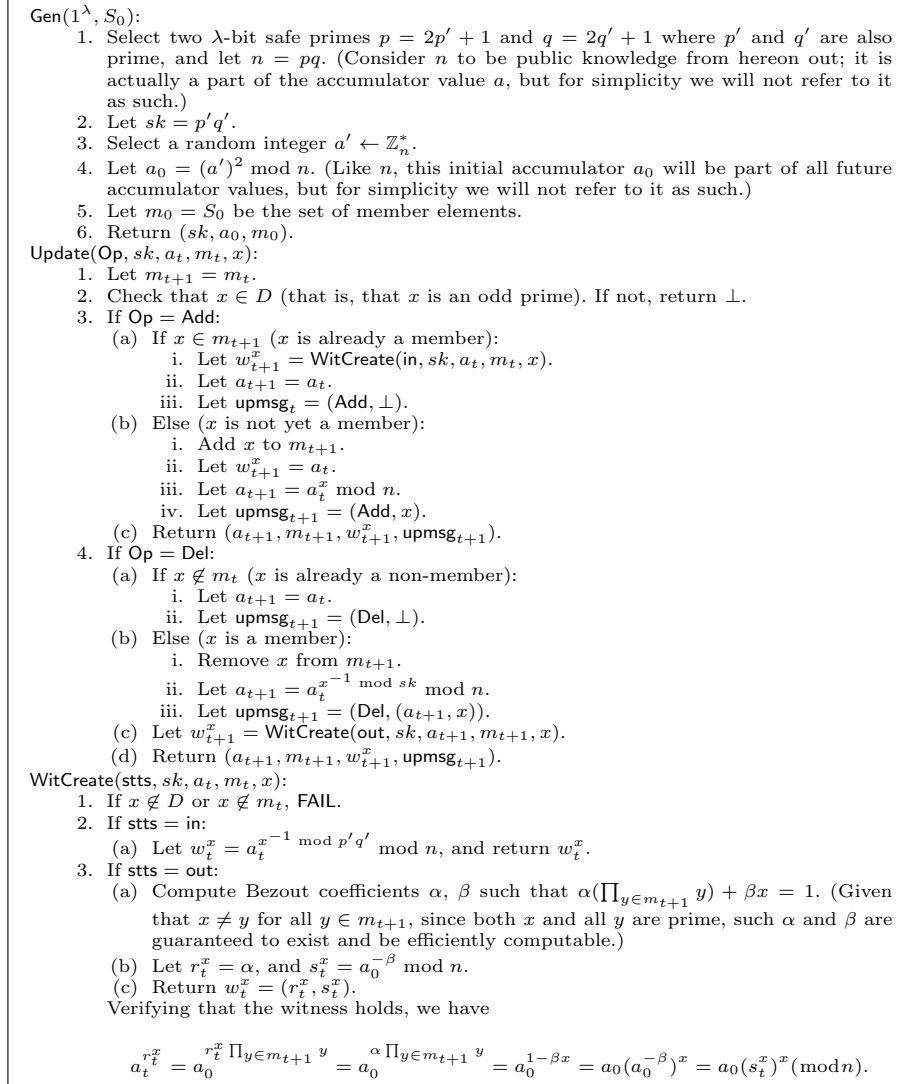 Gen(1^λ, S_0):
1. Select two λ-bit safe primes p = 2p′ + 1 and q = 2q′ + 1 where p′ and q′ are also
prime, and let n = pq. (Consider n to be public knowledge from hereon out; it is
actually a part of the accumulator value a, but for simplicity we will not refer to it
as such.)
2. Let sk = p′q′.
3. Select a random integer a′ ← ℤ*_n.
4. Let a_0 = (a′)^2 mod n. (Like n, this initial accumulator a_0 will be part of all future
accumulator values, but for simplicity we will not refer to it as such.)
5. Let m_0 = S_0 be the set of member elements.
6. Return (sk, a_0, m_0).
Update(Op, sk, a_t, m_t, x):
1. Let m_{t+1} = m_t.
2. Check that x ∈ D (that is, that x is an odd prime). If not, return ⊥.
3. If Op = Add:
(a) If x ∈ m_{t+1} (x is already a member):
i. Let w^x_{t+1} = WitCreate(in, sk, a_t, m_t, x).
ii. Let a_{t+1} = a_t.
iii. Let upmsg_t = (Add, ⊥).
(b) Else (x is not yet a member):
i. Add x to m_{t+1}.
ii. Let w^x_{t+1} = a_t.
iii. Let a_{t+1} = a_t^x mod n.
iv. Let upmsg_{t+1} = (Add, x).
(c) Return (a_{t+1}, m_{t+1}, w^x_{t+1}, upmsg_{t+1}).
4. If Op = Del:
(a) If x ∉ m_t (x is already a non-member):
i. Let a_{t+1} = a_t.
ii. Let upmsg_{t+1} = (Del, ⊥).
(b) Else (x is a member):
i. Remove x from m_{t+1}.
ii. Let a_{t+1} = a_t^{x^{-1} mod sk} mod n.
iii. Let upmsg_{t+1} = (Del, (a_{t+1}, x)).
(c) Let w^x_{t+1} = WitCreate(out, sk, a_{t+1}, m_{t+1}, x).
(d) Return (a_{t+1}, m_{t+1}, w^x_{t+1}, upmsg_{t+1}).
WitCreate(stts, sk, a_t, m_t, x):
1. If x ∉ D or x ∉ m_t, FAIL.
2. If stts = in:
(a) Let w^x_t = a_t^{x^{-1} mod p′q′} mod n, and return w^x_t.
3. If stts = out:
(a) Compute Bezout coefficients α, β such that α(∏_{y∈m_{t+1}} y) + βx = 1. (Given
that x ≠ y for all y ∈ m_{t+1}, since both x and all y are prime, such α and β are
guaranteed to exist and be efficiently computable.)
(b) Let r^x_t = α, and s^x_t = a_0^{−β} mod n.
(c) Return w^x_t = (r^x_t, s^x_t).
Verifying that the witness holds, we have
a_t^{r^x_t} = a_0^{r^x_t ∏_{y∈m_{t+1}} y} = a_0^{α ∏_{y∈m_{t+1}} y} = a_0^{1−βx} = a_0(a_0^{−β})^x = a_0(s^x_t)^x(mod n).